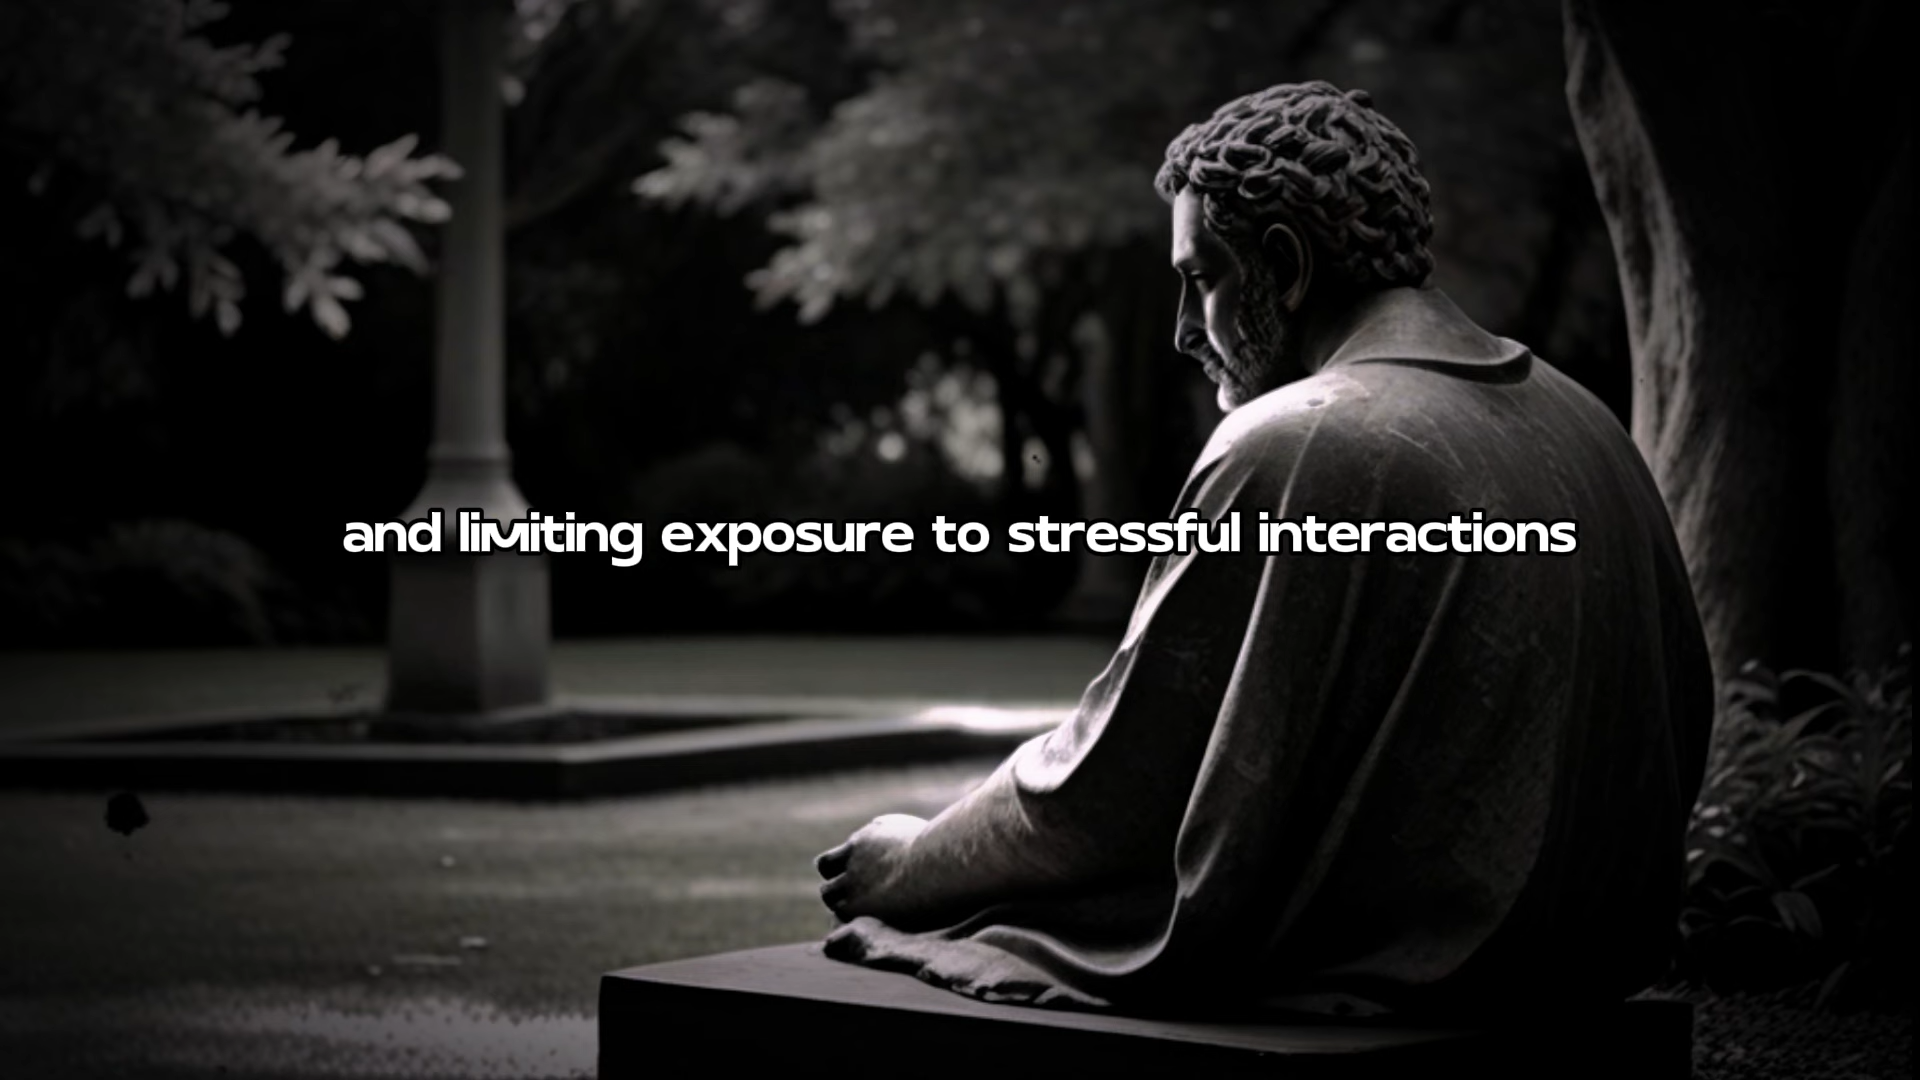 and limiting exposure to stressful interactions